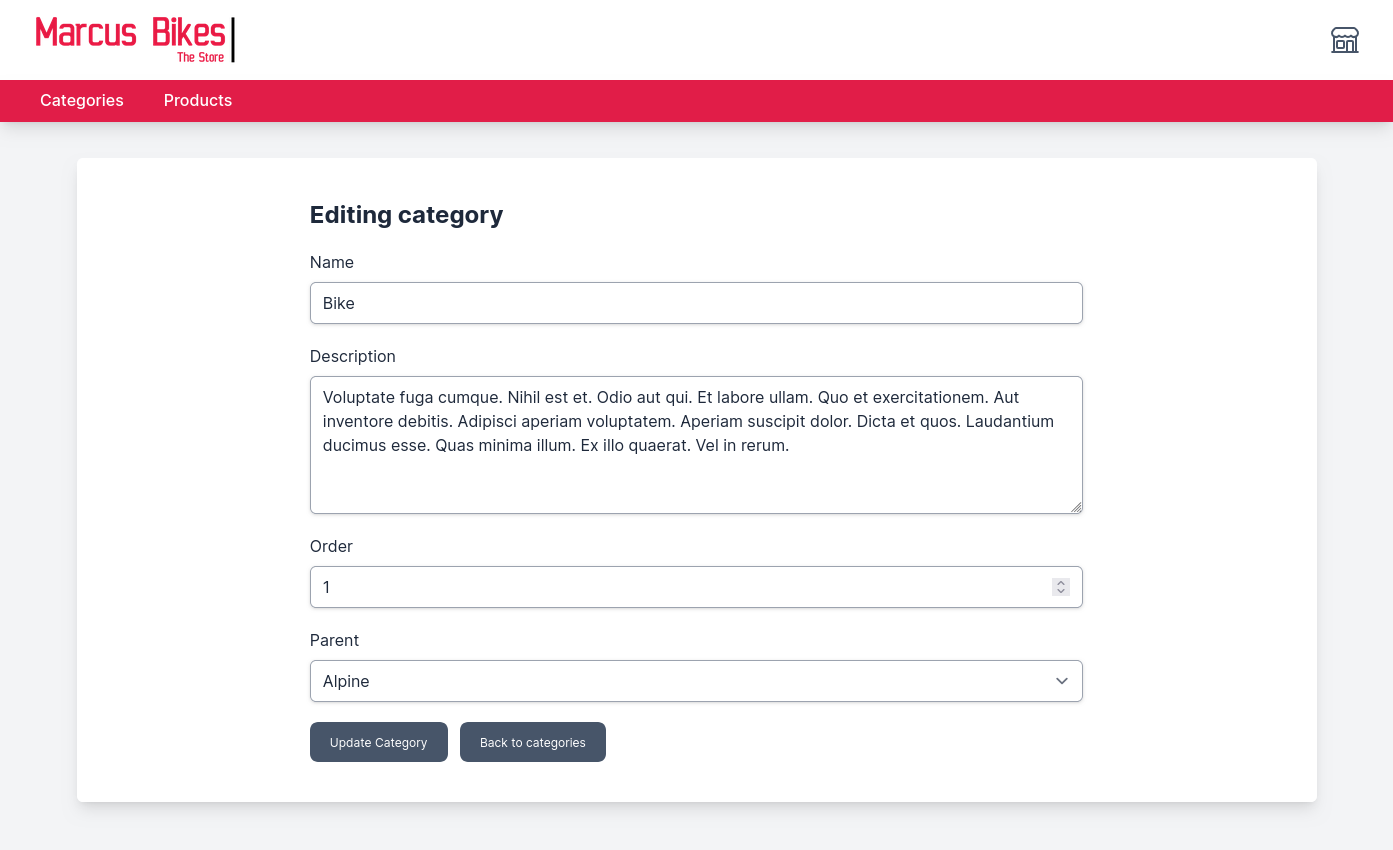 Marcus Bikes
The Store
Categories Products
Editing category
Name
Bike
Description
Voluptate fuga cumque. Nihil est et. Odio aut qui. Et labore ullam. Quo et exercitationem. Aut
inventore debitis. Adipisci aperiam voluptatem. Aperiam suscipit dolor. Dicta et quos. Laudantium
ducimus esse. Quas minima illum. Ex illo quaerat. Vel in rerum.
Order
1
Parent
Alpine
Update Category Back to categories